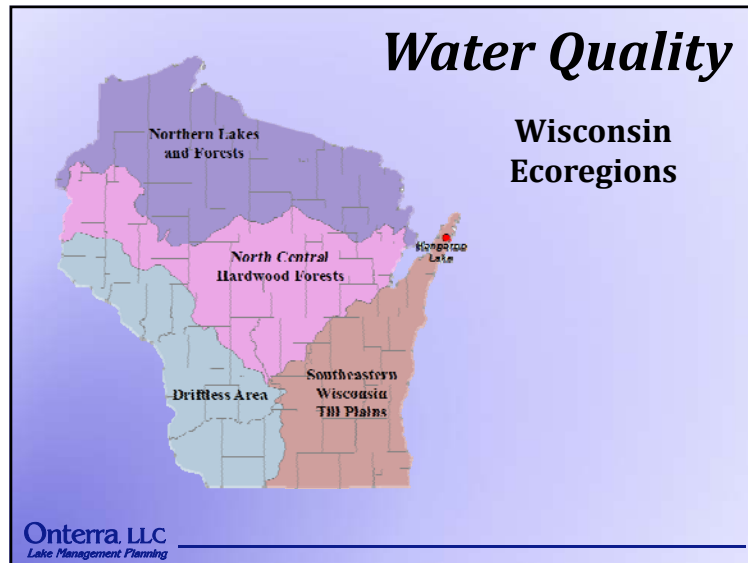 Water Quality
Wisconsin
Ecoregions
Northern Lakes
and Forests
North Central
Hardwood Forests
Kangaroo
Lake
Driftless Area
Southeastern
Wisconsin
Till Plains
Onterra, LLC
Lake Management Planning